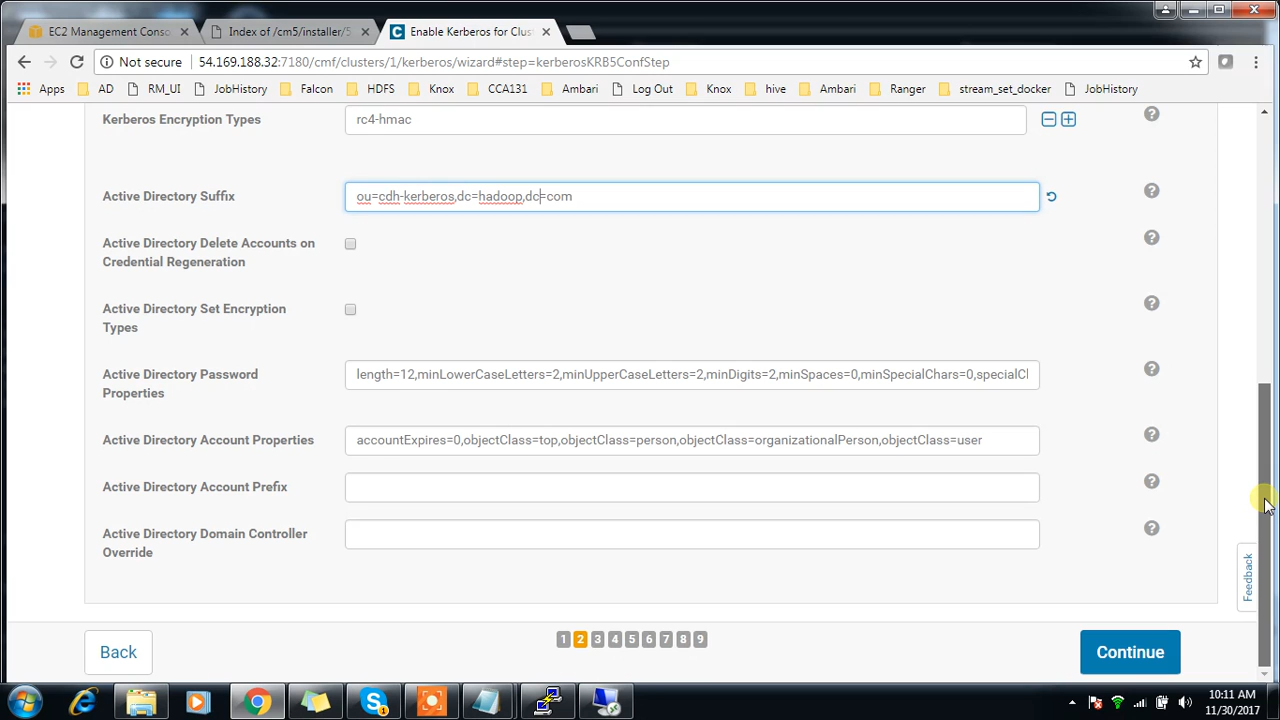 EC2 Management Conso
Index of /cm5/installer/5
Enable Kerberos for Clus
Not secure
54.169.188.32:7180/cmf/clusters/1/kerberos/wizard#step=kerberosKRB5ConfStep
Apps
AD
RM_UI
JobHistory
Falcon
HDFS
Knox
CCA131
Ambari
Log Out
Knox
hive
Ambari
Ranger
stream_set_docker
JobHistory
Kerberos Encryption Types
rc4-hmac
Active Directory Suffix
ou=cdh-kerberos,dc=hadoop,dc=com
Active Directory Delete Accounts on
Credential Regeneration
Active Directory Set Encryption
Types
Active Directory Password
Properties
length=12,minLowerCaseLetters=2,minUpperCaseLetters=2,minDigits=2,minSpaces=0,minSpecialChars=0,specialCl
Active Directory Account Properties
accountExpires=0,objectClass=top,objectClass=person,objectClass=organizationalPerson,objectClass=user
Active Directory Account Prefix
Active Directory Domain Controller
Override
Feedback
Back
1 2 3 4 5 6 7 8 9
Continue
10:11 AM
11/30/2017